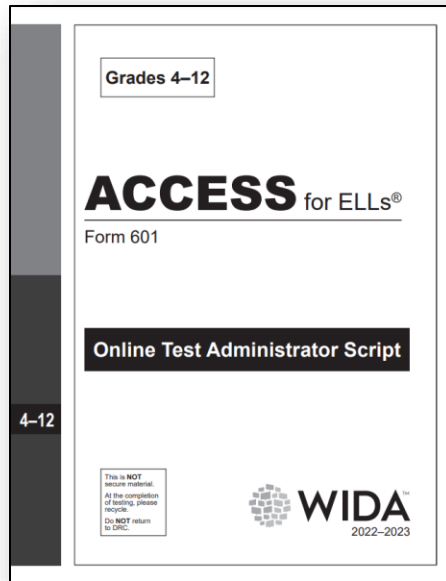 Grades 4–12
ACCESS for ELLs®
Form 601
Online Test Administrator Script
4–12
This is NOT
secure material.
At the completion
of testing, please
recycle.
Do NOT return
to DRC.
WIDA™
2022–2023